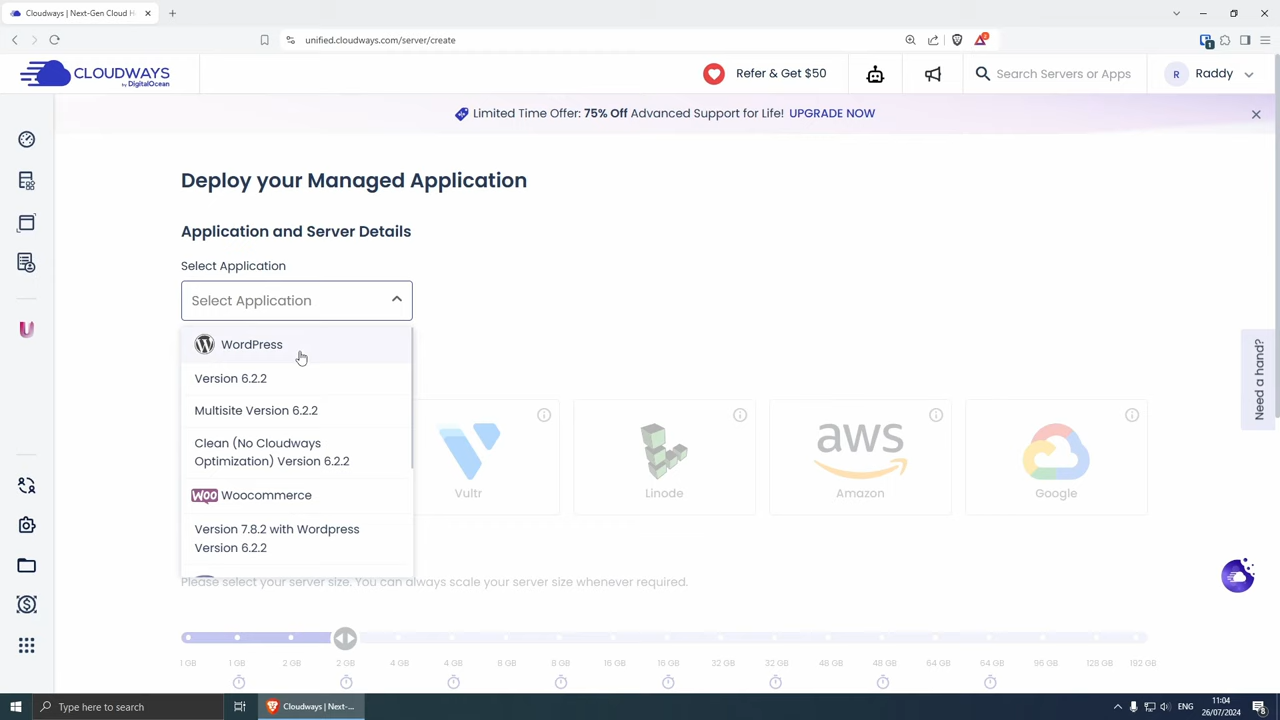 Cloudways | Next-Gen Cloud H
unified.cloudways.com/server/create
2
1
CLOUDWAYS
by DigitalOcean
Refer & Get $50
Search Servers or Apps
R
Raddy
Limited Time Offer: 75% Off Advanced Support for Life! UPGRADE NOW
Deploy your Managed Application
Application and Server Details
Select Application
Select Application
WordPress
Version 6.2.2
Multisite Version 6.2.2
Clean (No Cloudways
Optimization) Version 6.2.2
Woo Woocommerce
Version 7.8.2 with Wordpress
Version 6.2.2
Vultr
Linode
aws
Amazon
Google
Need a hand?
U
Please select your server size. You can always scale your server size whenever required.
1 GB 1 GB 2 GB 2 GB 4 GB 4 GB 8 GB 8 GB 16 GB 16 GB 32 GB 32 GB 48 GB 48 GB 64 GB 64 GB 96 GB 128 GB 192 GB
Type here to search
Cloudways | Next-...
ENG
11:04
26/07/2024
8